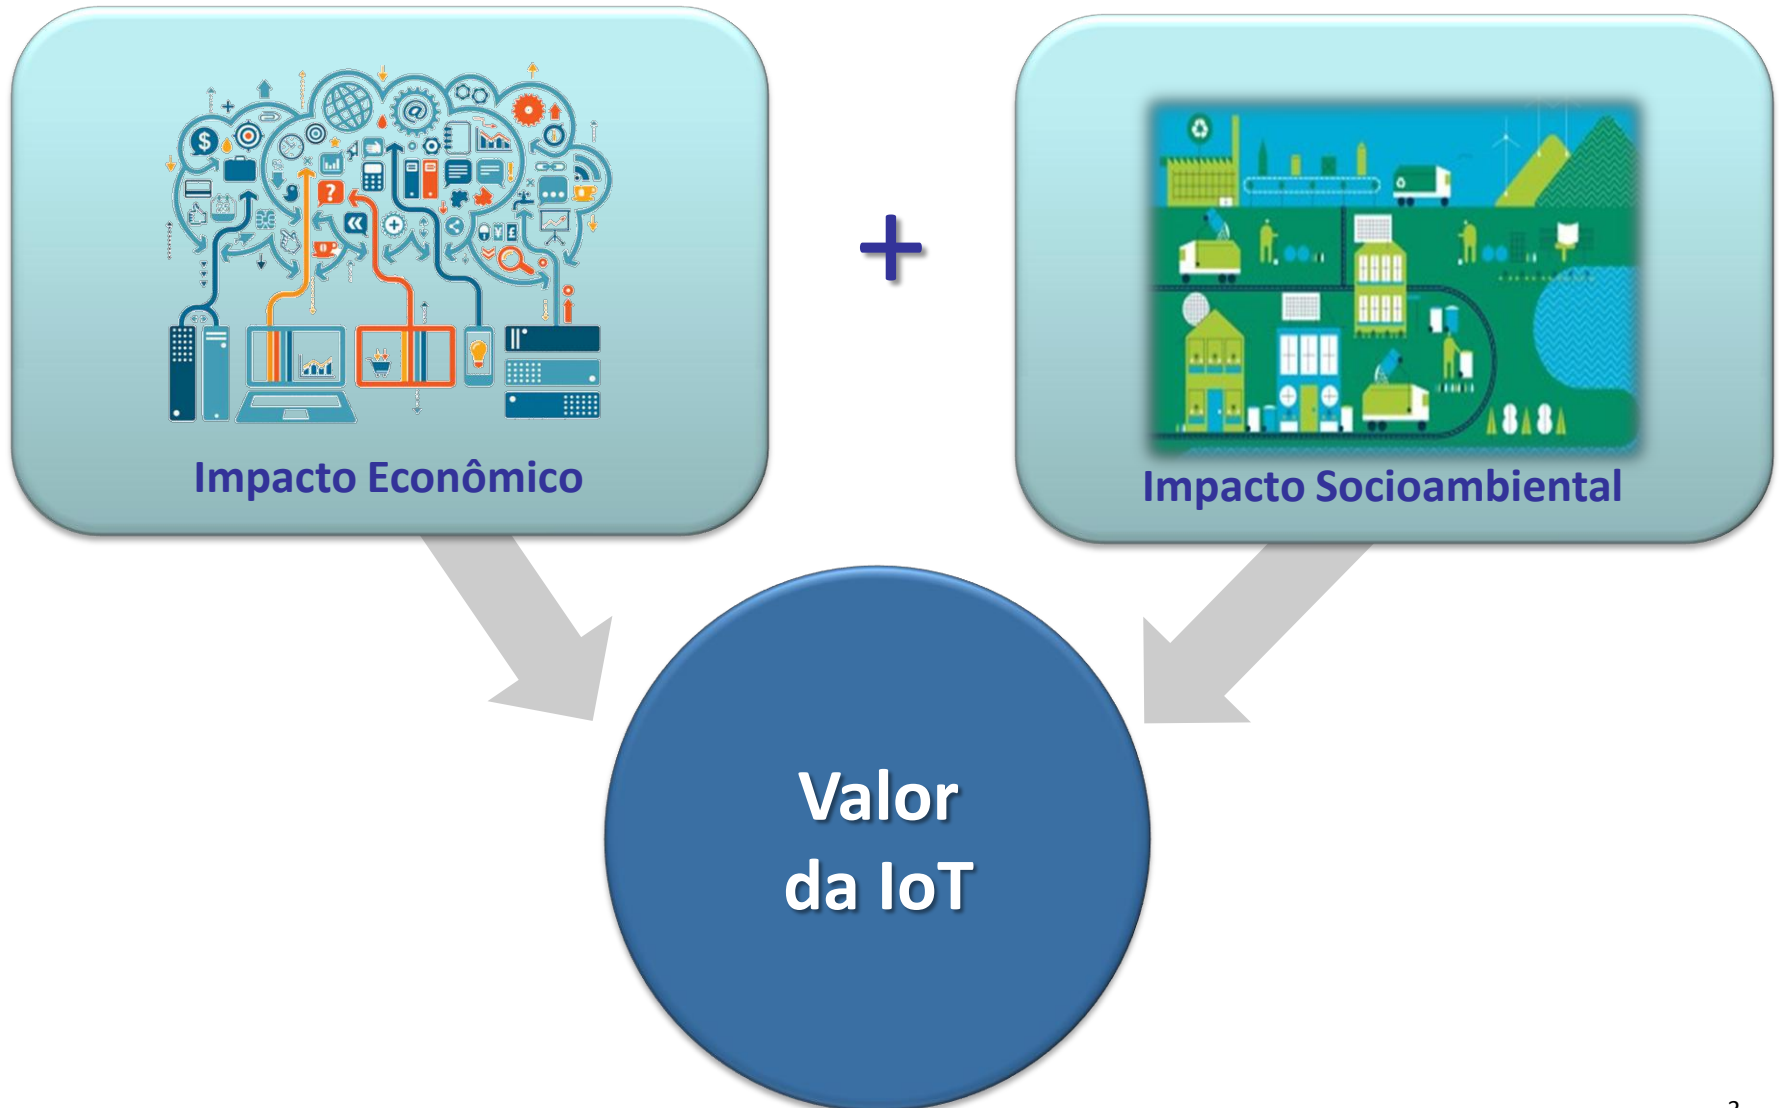 +
Impacto Econômico
Impacto Socioambiental
Valor
da IoT